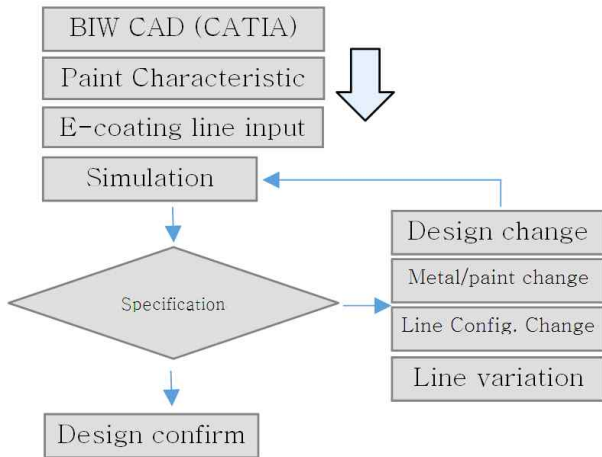 BIW CAD (CATIA)
Paint Characteristic
E-coating line input
Simulation
Specification
Design confirm
Design change
Metal/paint change
Line Config. Change
Line variation